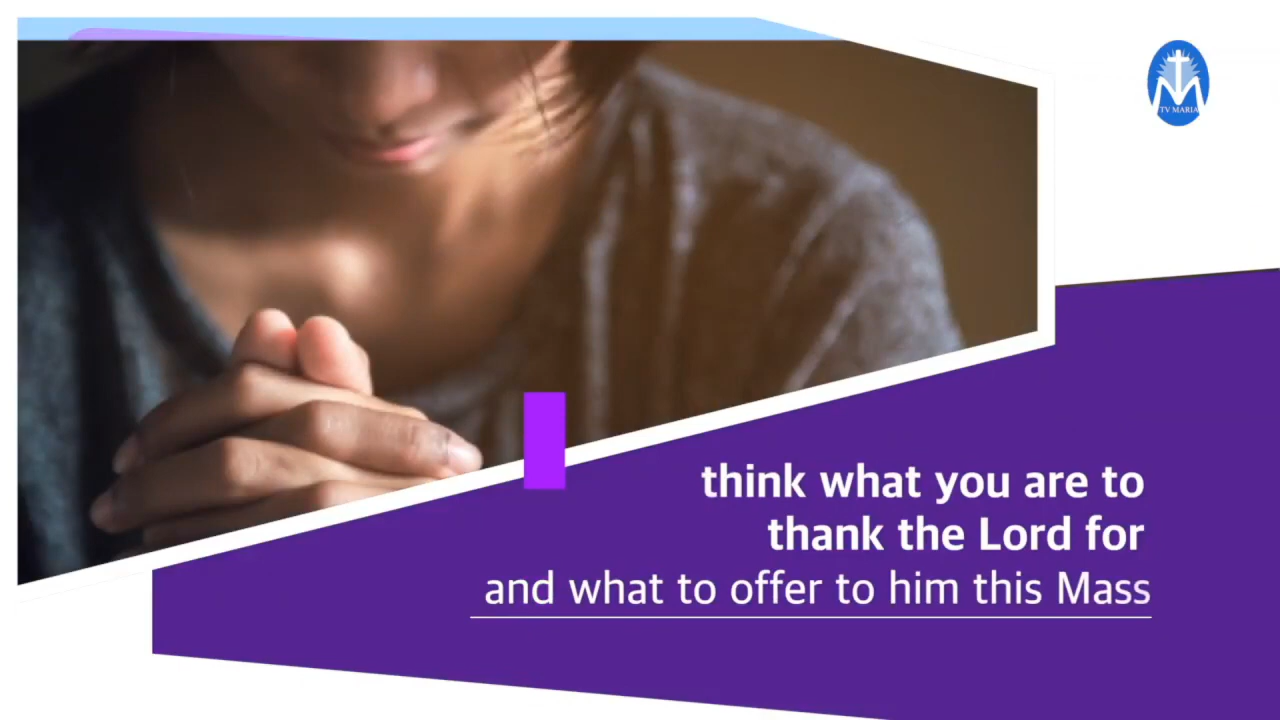 TV MARIA
think what you are to
thank the Lord for
and what to offer to him this Mass